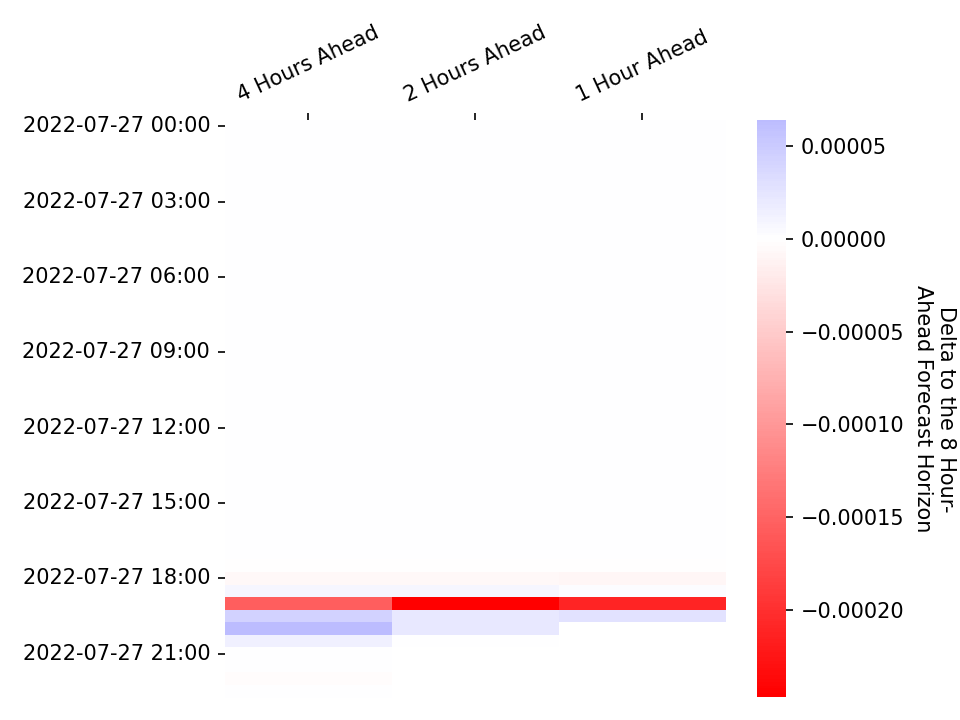 4 Hours Ahead
2 Hours Ahead
1 Hour Ahead
2022-07-27 00:00
2022-07-27 03:00
2022-07-27 06:00
2022-07-27 09:00
2022-07-27 12:00
2022-07-27 15:00
2022-07-27 18:00
2022-07-27 21:00
0.00005
0.00000
−0.00005
−0.00010
−0.00015
−0.00020
Delta to the 8 Hour-
Ahead Forecast Horizon